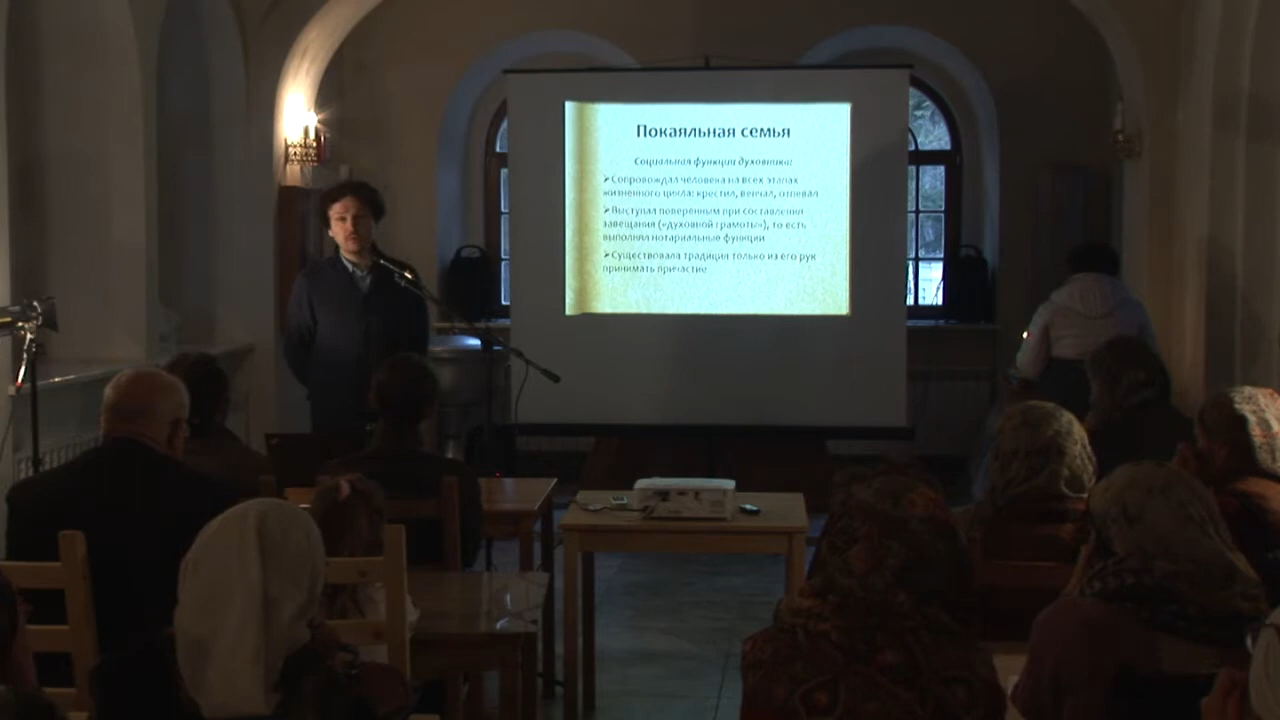 Покаяльная семья
Социальная функции духовника:
➢Сопровождал человека на всех этапах
жизненного цикла: крестил, венчал, отпевал
➢Выступал поверенным при составлении
завещания («духовной грамоты»), то есть
выполнял нотариальные функции
➢Существовала традиция только из его рук
принимать причастие